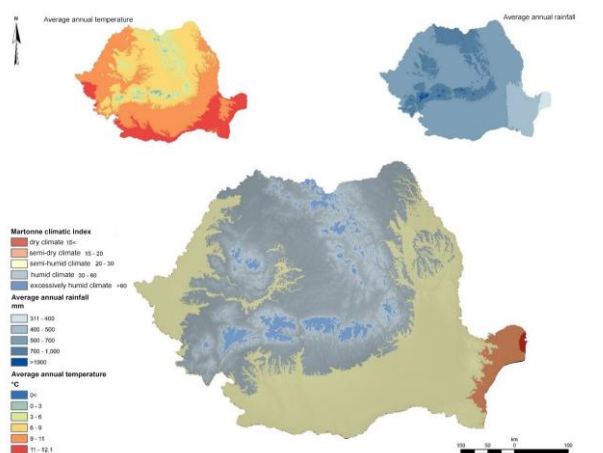 Average annual temperature
Average annual rainfall
N
Martonne climatic index
dry climate 15<
semi-dry climate 15 - 20
semi-humid climate 20 - 30
humid climate 30 - 60
excessively humid climate >60
Average annual rainfall
mm
311 - 400
400 - 500
500 - 700
700 - 1,000
>1000
Average annual temperature
°C
0<
0 - 3
3 - 6
6 - 9
9 - 11
11 - 12.1
km
100 50 0 100